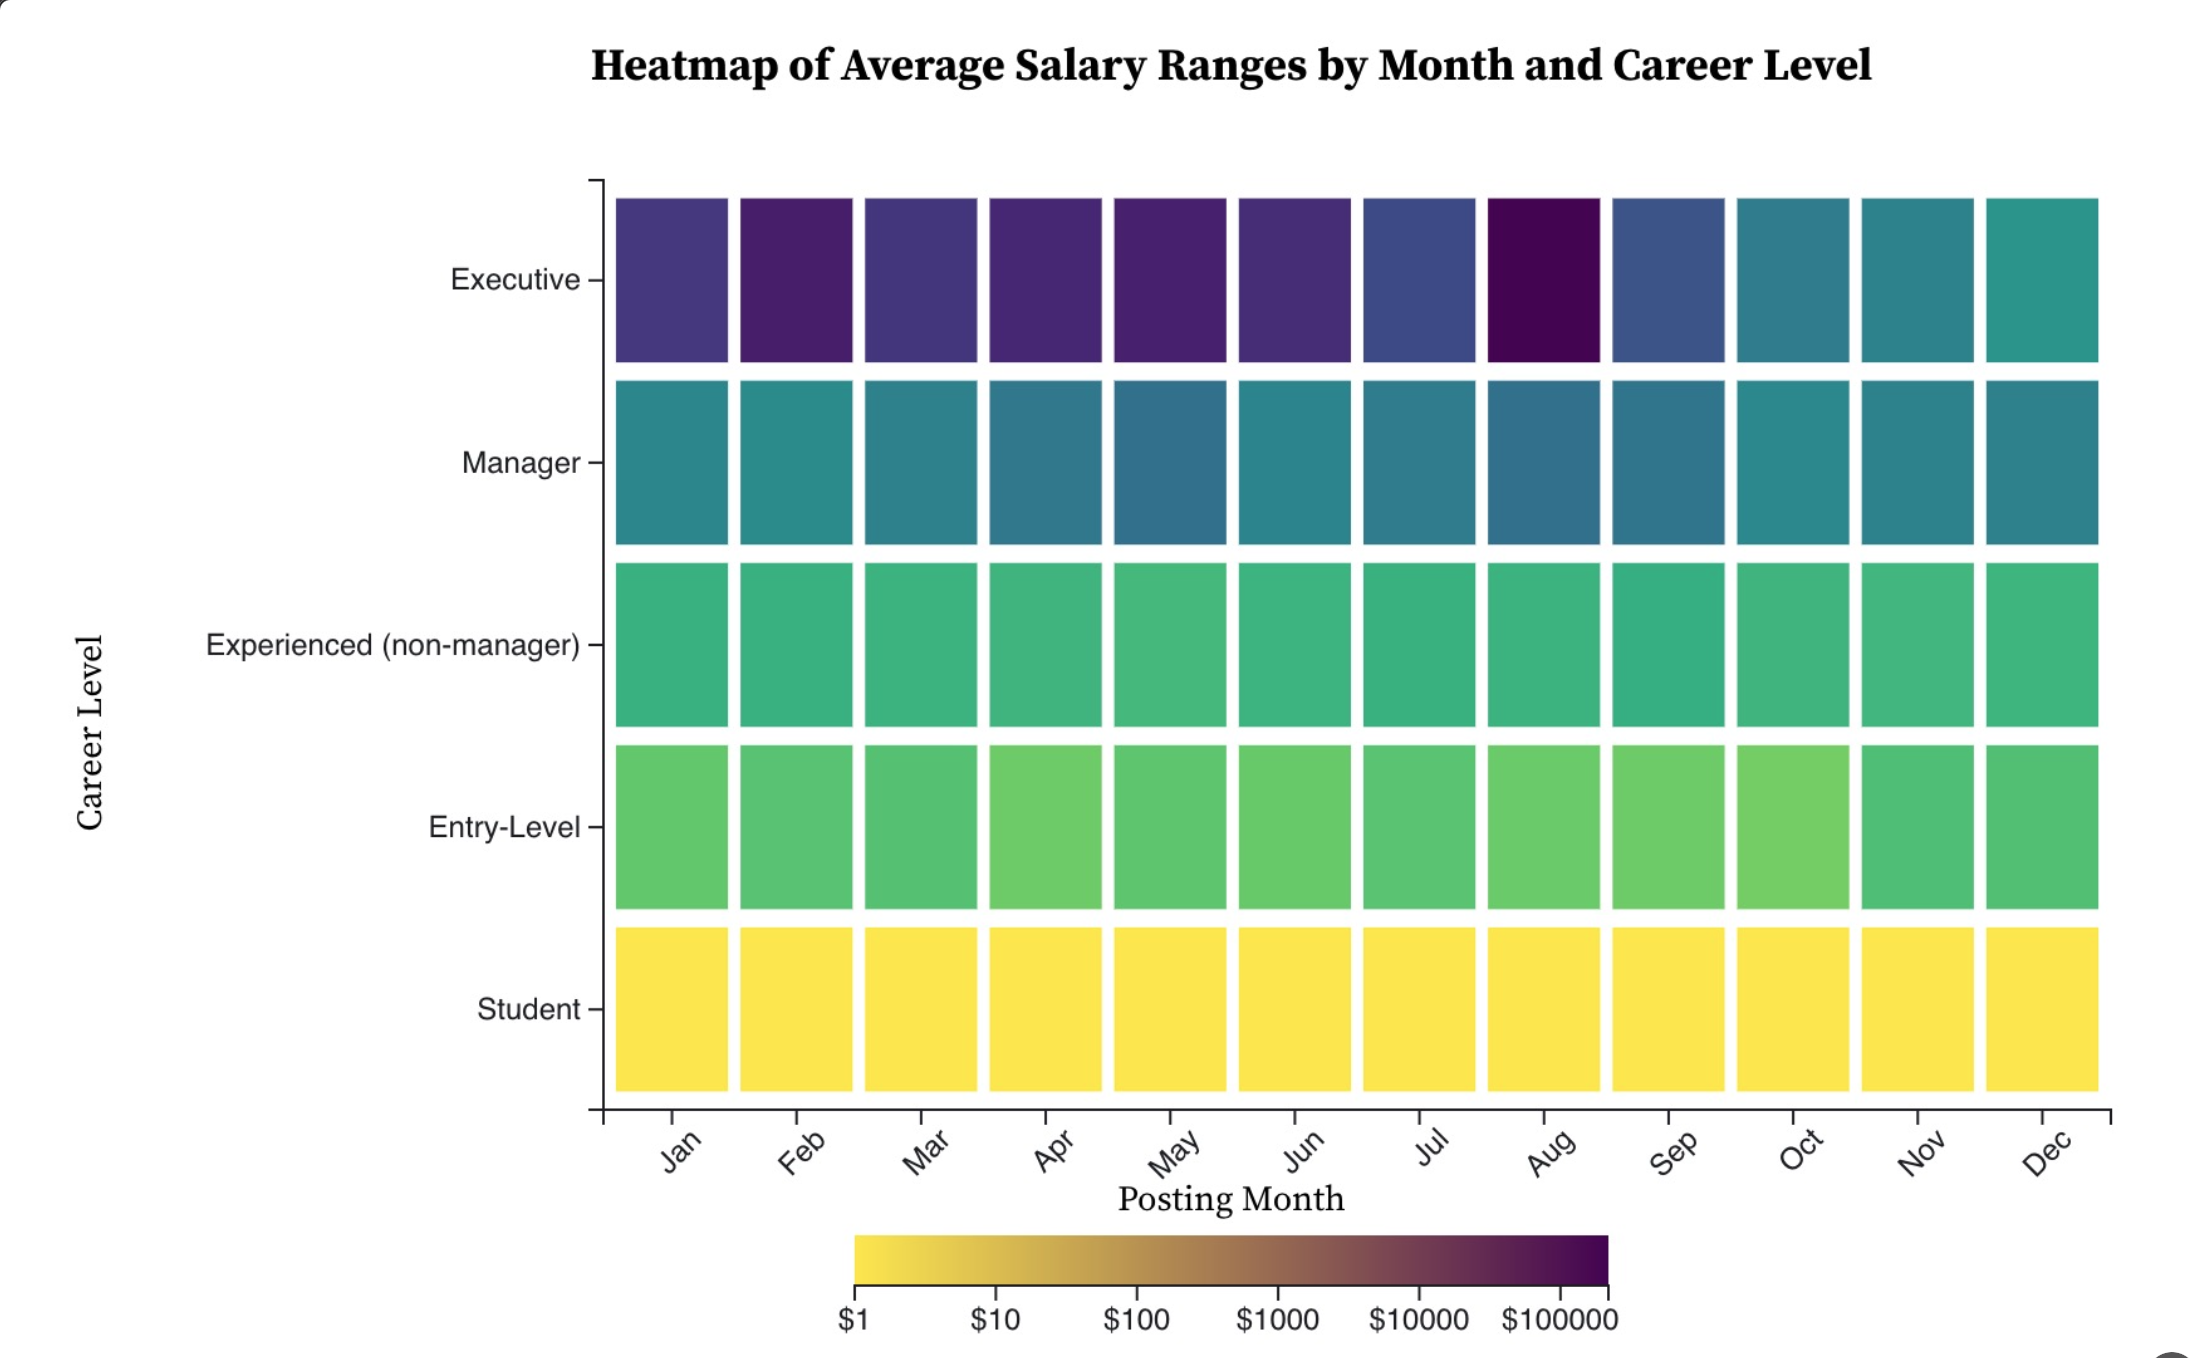 Heatmap of Average Salary Ranges by Month and Career Level
Career Level
Executive
Manager
Experienced (non-manager)
Entry-Level
Student
Jan Feb Mar Apr May Jun Jul Aug Sep Oct Nov Dec
Posting Month
$1 $10 $100 $1000 $10000 $100000